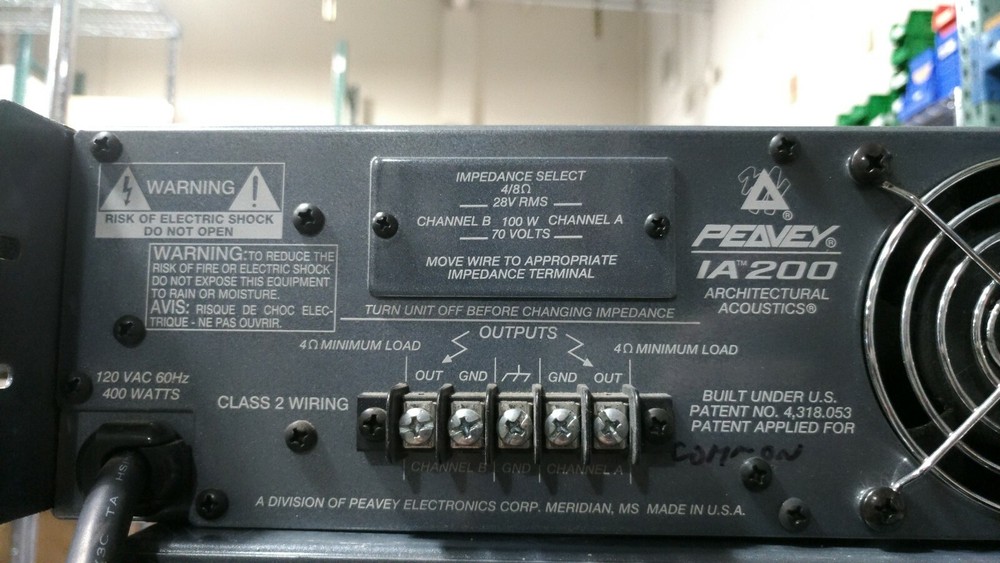 WARNING
RISK OF ELECTRIC SHOCK
DO NOT OPEN
WARNING: TO REDUCE THE
RISK OF FIRE OR ELECTRIC SHOCK
DO NOT EXPOSE THIS EQUIPMENT
TO RAIN OR MOISTURE.
AVIS: RISQUE DE CHOC ELEC-
TRIQUE - NE PAS OUVRIR.
120 VAC 60Hz
400 WATTS
IMPEDANCE SELECT
4/8Ω
28V RMS
CHANNEL B 100 W CHANNEL A
70 VOLTS
MOVE WIRE TO APPROPRIATE
IMPEDANCE TERMINAL
TURN UNIT OFF BEFORE CHANGING IMPEDANCE
OUTPUTS
4Ω MINIMUM LOAD 4Ω MINIMUM LOAD
OUT GND GND OUT
CLASS 2 WIRING
CHANNEL B GND CHANNEL A
PEAVEY®
IA™200
ARCHITECTURAL
ACOUSTICS®
BUILT UNDER U.S.
PATENT NO. 4,318.053
PATENT APPLIED FOR
COMMON
A DIVISION OF PEAVEY ELECTRONICS CORP. MERIDIAN, MS MADE IN U.S.A.